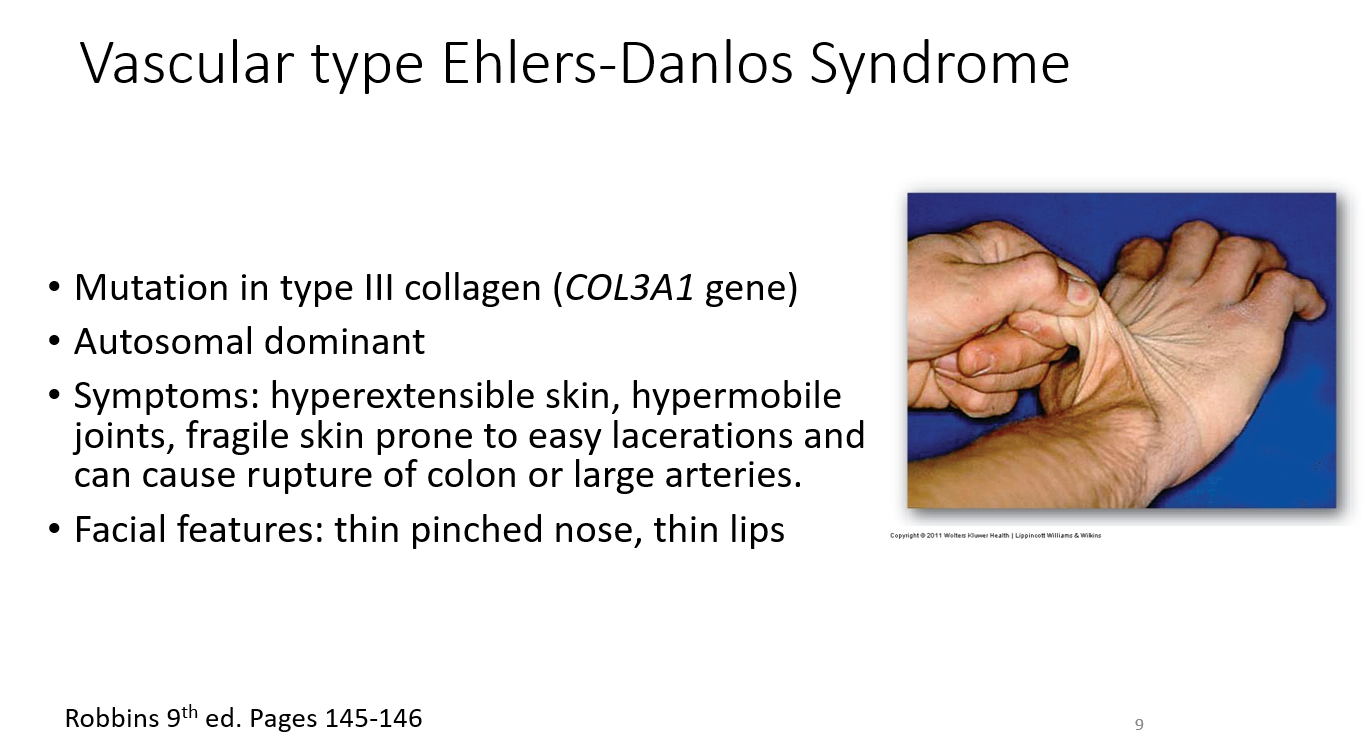 Vascular type Ehlers-Danlos Syndrome
• Mutation in type III collagen (COL3A1 gene)
• Autosomal dominant
• Symptoms: hyperextensible skin, hypermobile
joints, fragile skin prone to easy lacerations and
can cause rupture of colon or large arteries.
• Facial features: thin pinched nose, thin lips
Copyright © 2011 Wolters Kluwer Health | Lippincott Williams & Wilkins
Robbins 9th ed. Pages 145-146
9